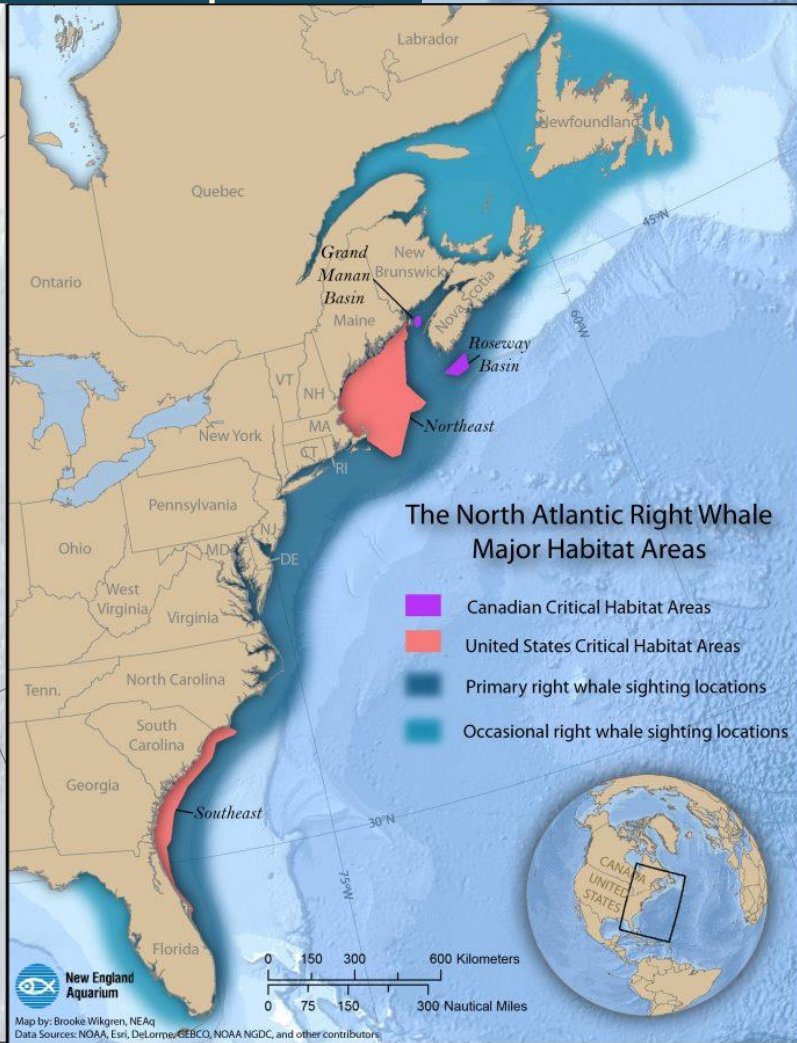 Labrador
Newfoundland
Quebec
45°N
Grand
Manan
Basin
New
Brunswick
Nova Scotia
Ontario
Maine
60°W
Roseway
Basin
VT
NH
MA
Northeast
New York
CT
RI
Pennsylvania
NJ
Ohio
MD
DE
West
Virginia
Virginia
The North Atlantic Right Whale
Major Habitat Areas
Canadian Critical Habitat Areas
United States Critical Habitat Areas
Primary right whale sighting locations
Occasional right whale sighting locations
Tenn.
North Carolina
South
Carolina
Georgia
Southeast
30°N
75°W
CANADA
UNITED
STATES
Florida
0 150 300 600 Kilometers
0 75 150 300 Nautical Miles
New England
Aquarium
Map by: Brooke Wikgren, NEAq
Data Sources: NOAA, Esri, DeLorme, GEBCO, NOAA NGDC, and other contributors